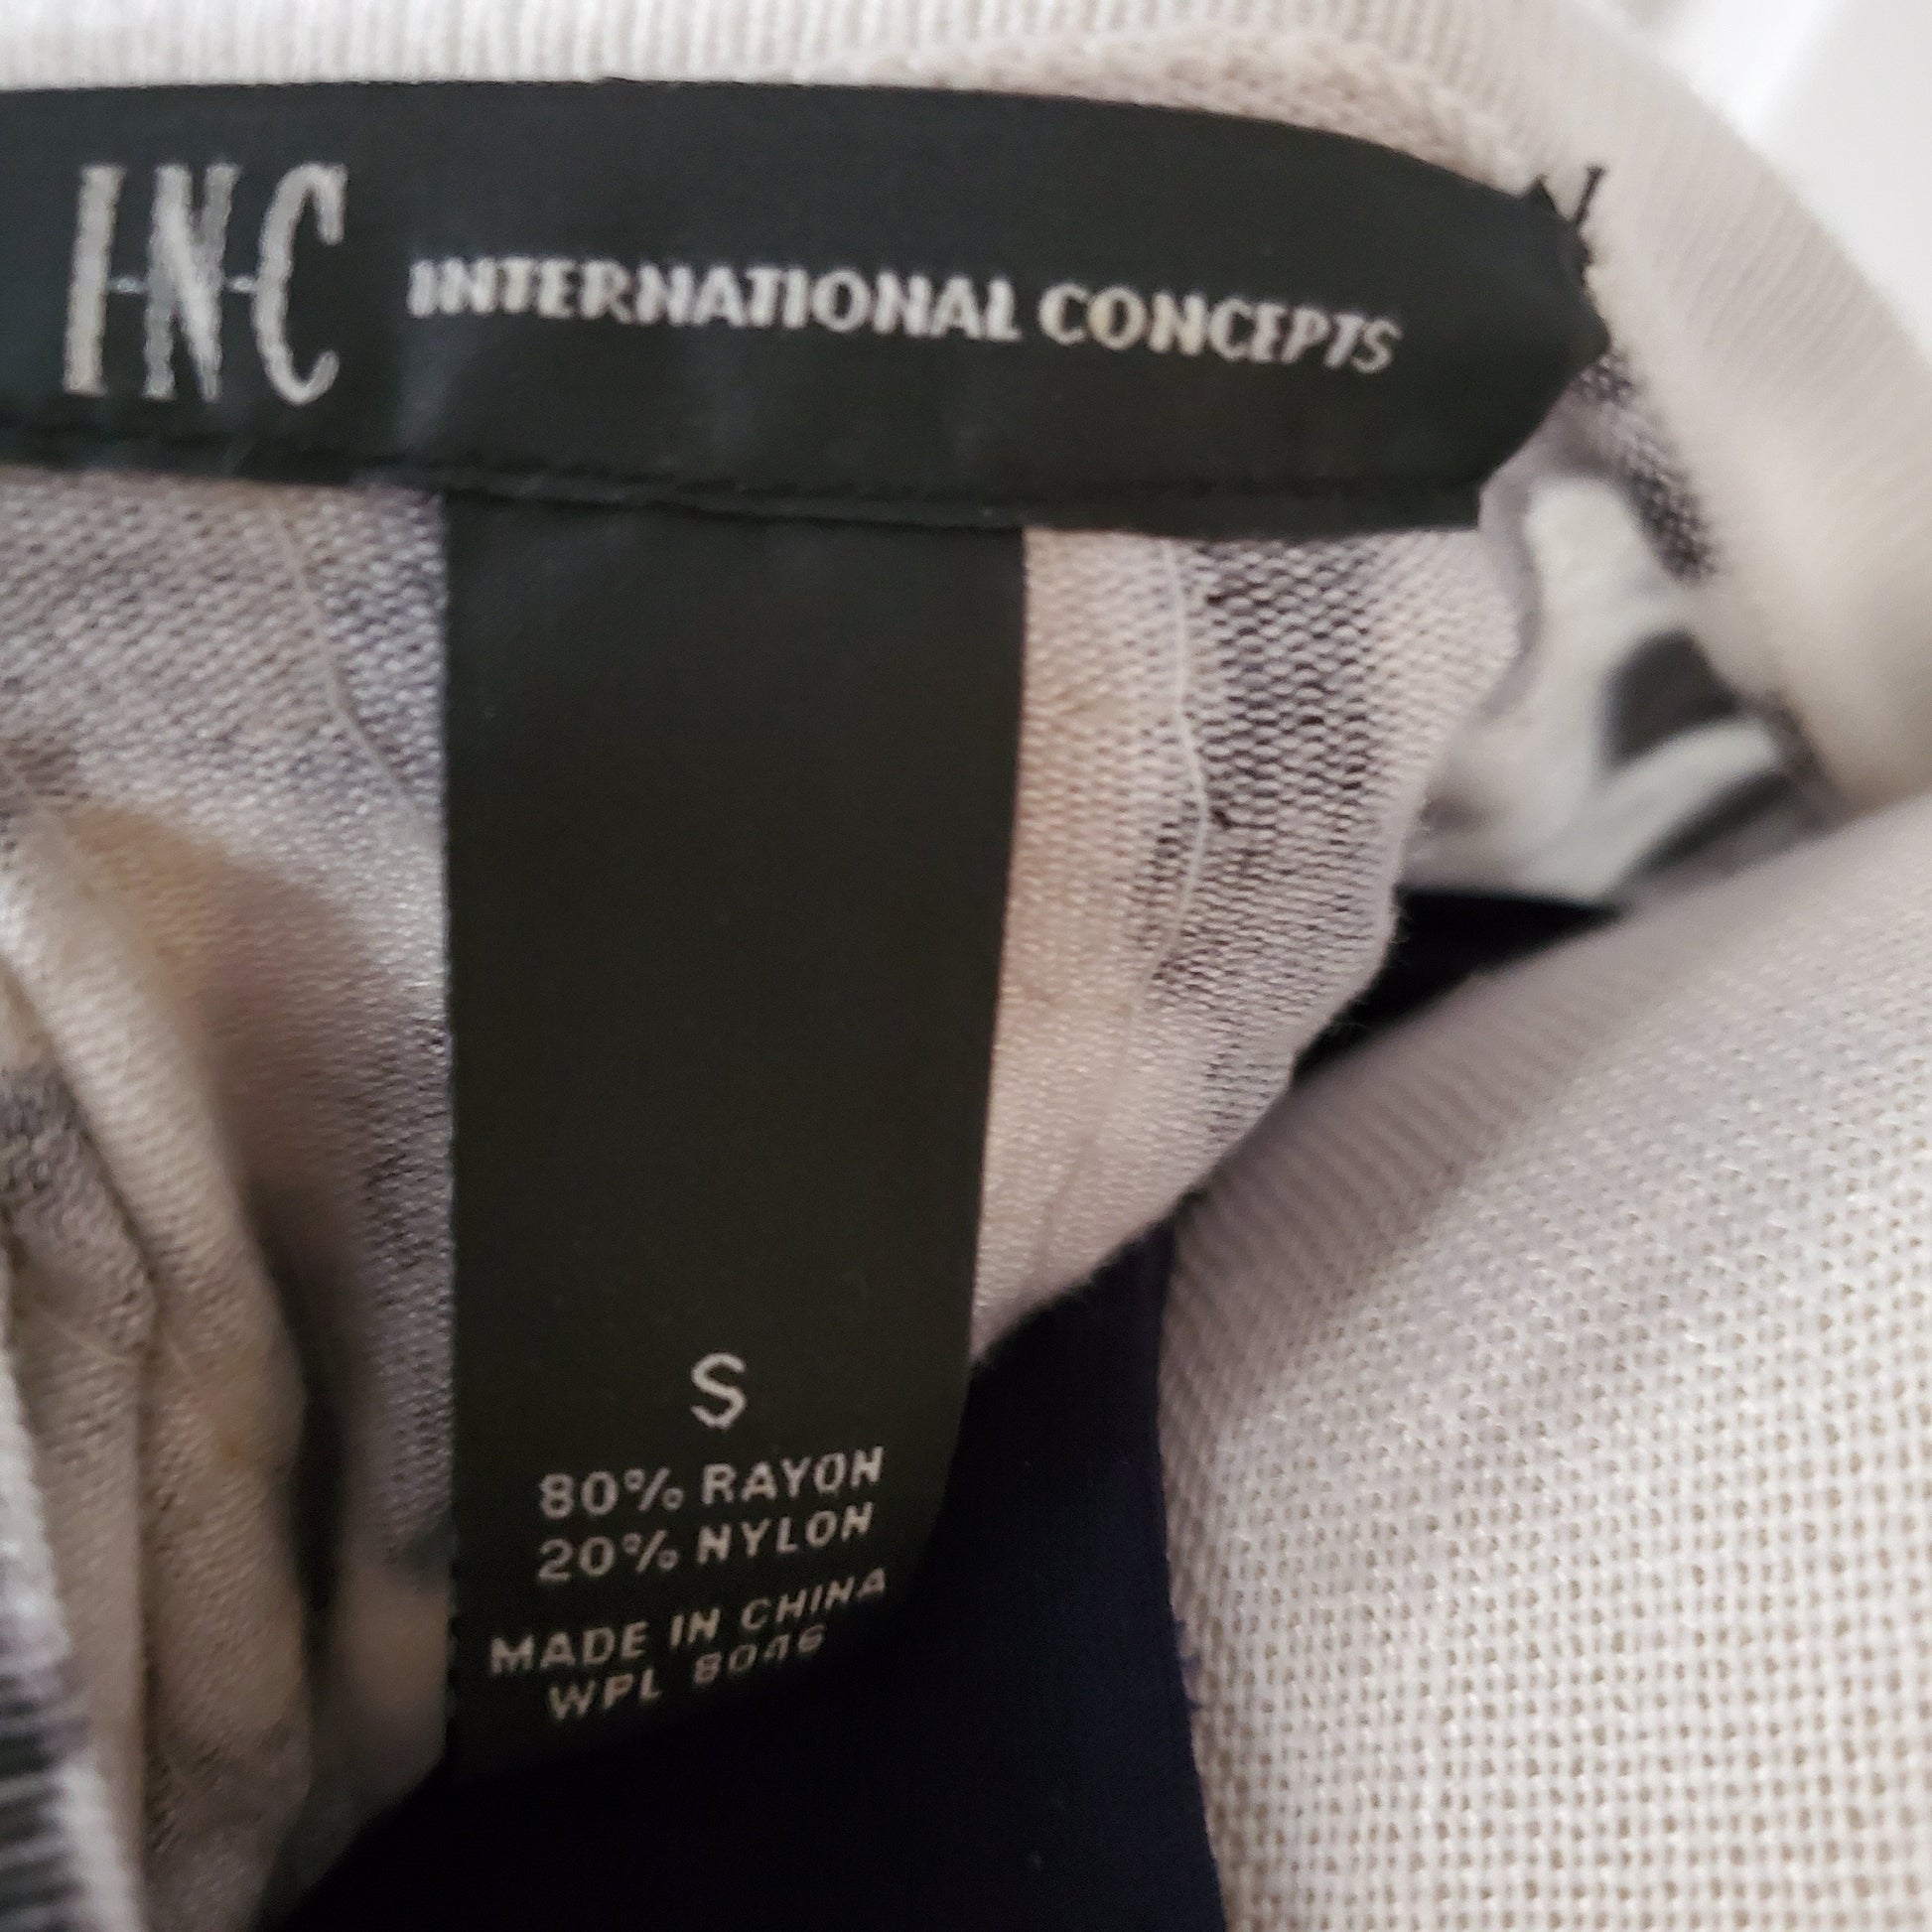 I-N-C INTERNATIONAL CONCEPTS
S
80% RAYON
20% NYLON
MADE IN CHINA
WPL 8046